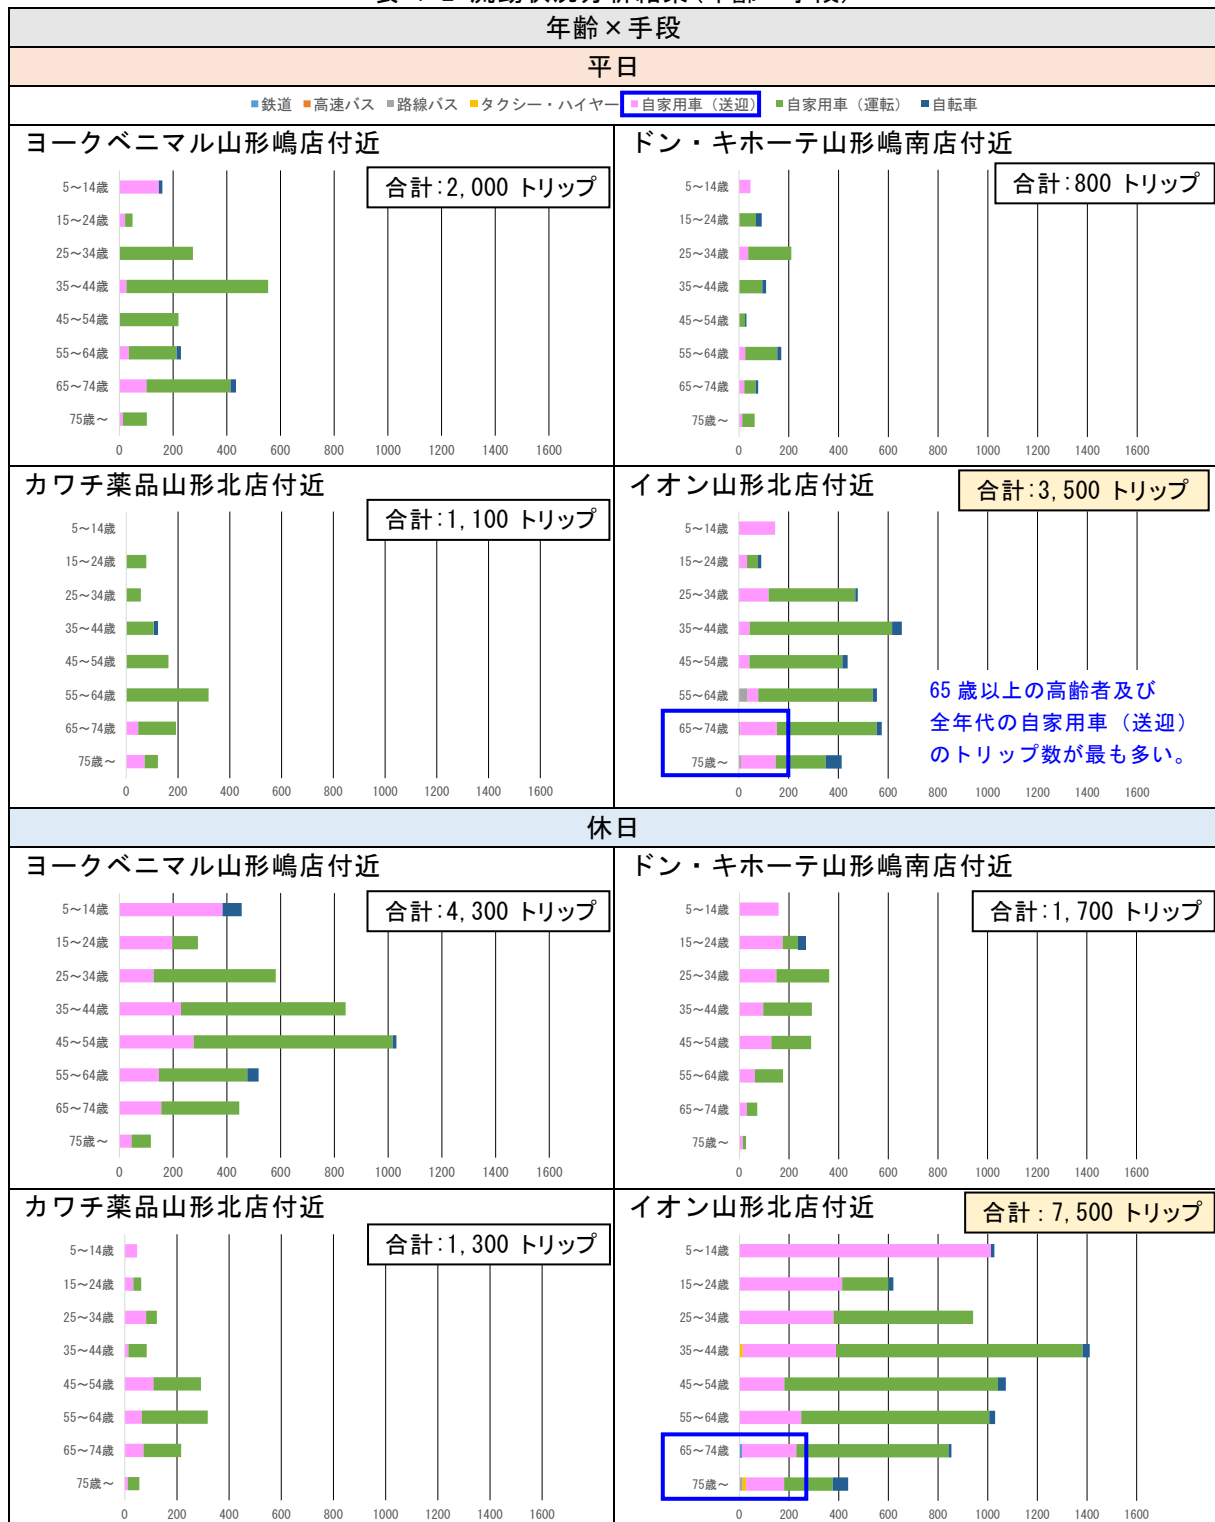 年齢×手段
平日
■鉄道 ■高速バス ■路線バス ■タクシー・ハイヤー ■自家用車（送迎） ■自家用車（運転） ■自転車
ヨークベニマル山形嶋店付近
合計:2,000 トリップ
5～14歳
15～24歳
25～34歳
35～44歳
45～54歳
55～64歳
65～74歳
75歳～
0 200 400 600 800 1000 1200 1400 1600
ドン・キホーテ山形嶋南店付近
合計:800 トリップ
5～14歳
15～24歳
25～34歳
35～44歳
45～54歳
55～64歳
65～74歳
75歳～
0 200 400 600 800 1000 1200 1400 1600
カワチ薬品山形北店付近
合計:1,100 トリップ
5～14歳
15～24歳
25～34歳
35～44歳
45～54歳
55～64歳
65～74歳
75歳～
0 200 400 600 800 1000 1200 1400 1600
イオン山形北店付近
合計:3,500 トリップ
5～14歳
15～24歳
25～34歳
35～44歳
45～54歳
55～64歳
65～74歳
75歳～
0 200 400 600 800 1000 1200 1400 1600
65 歳以上の高齢者及び
全年代の自家用車（送迎）
のトリップ数が最も多い。
休日
ヨークベニマル山形嶋店付近
合計:4,300 トリップ
5～14歳
15～24歳
25～34歳
35～44歳
45～54歳
55～64歳
65～74歳
75歳～
0 200 400 600 800 1000 1200 1400 1600
ドン・キホーテ山形嶋南店付近
合計:1,700 トリップ
5～14歳
15～24歳
25～34歳
35～44歳
45～54歳
55～64歳
65～74歳
75歳～
0 200 400 600 800 1000 1200 1400 1600
カワチ薬品山形北店付近
合計:1,300 トリップ
5～14歳
15～24歳
25～34歳
35～44歳
45～54歳
55～64歳
65～74歳
75歳～
0 200 400 600 800 1000 1200 1400 1600
イオン山形北店付近
合計：7,500 トリップ
5～14歳
15～24歳
25～34歳
35～44歳
45～54歳
55～64歳
65～74歳
75歳～
0 200 400 600 800 1000 1200 1400 1600